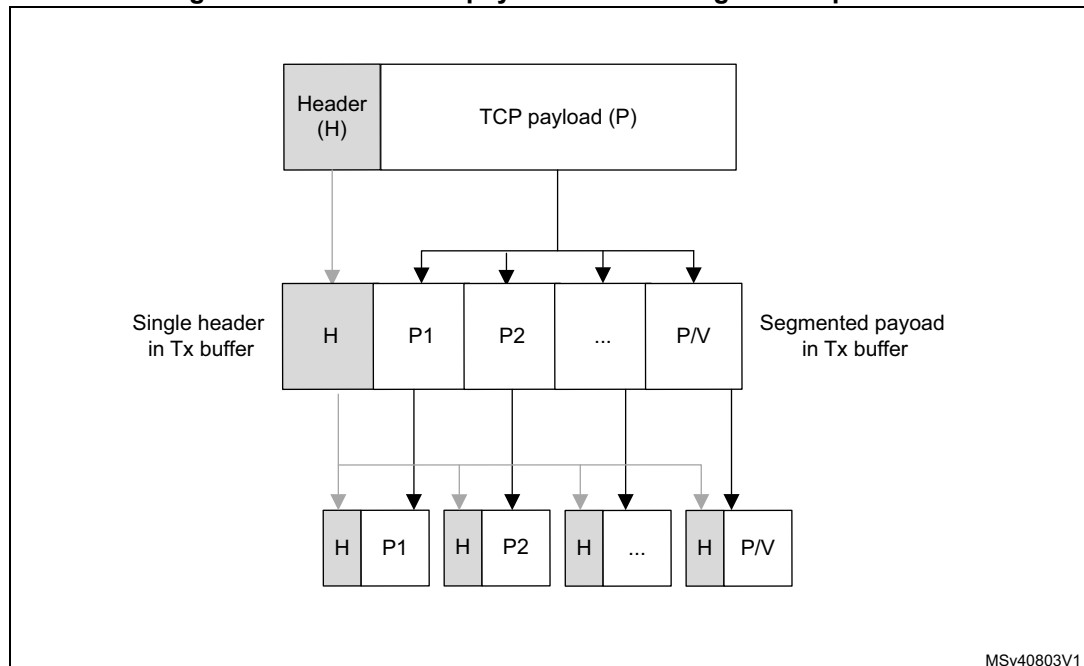 Header
(H)
TCP payload (P)
Single header
in Tx buffer
H
P1
P2
...
P/V
Segmented payoad
in Tx buffer
H
P1
H
P2
H
...
H
P/V
MSv40803V1